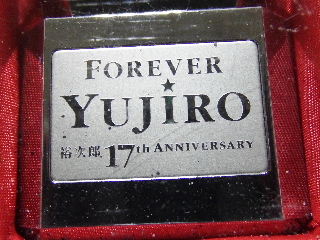 FOREVER
★
YUJIRO
裕次郎 17th ANNIVERSARY